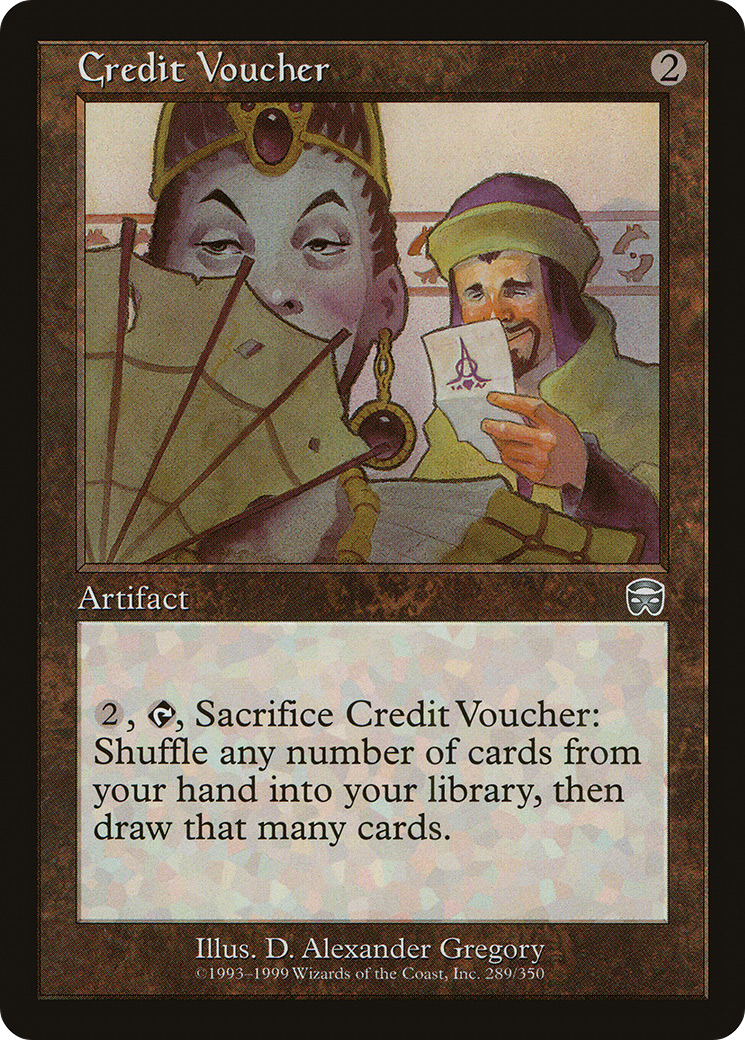 Credit Voucher 2
Artifact
2, , Sacrifice Credit Voucher:
Shuffle any number of cards from
your hand into your library, then
draw that many cards.
Illus. D. Alexander Gregory
©1993–1999 Wizards of the Coast, Inc. 289/350